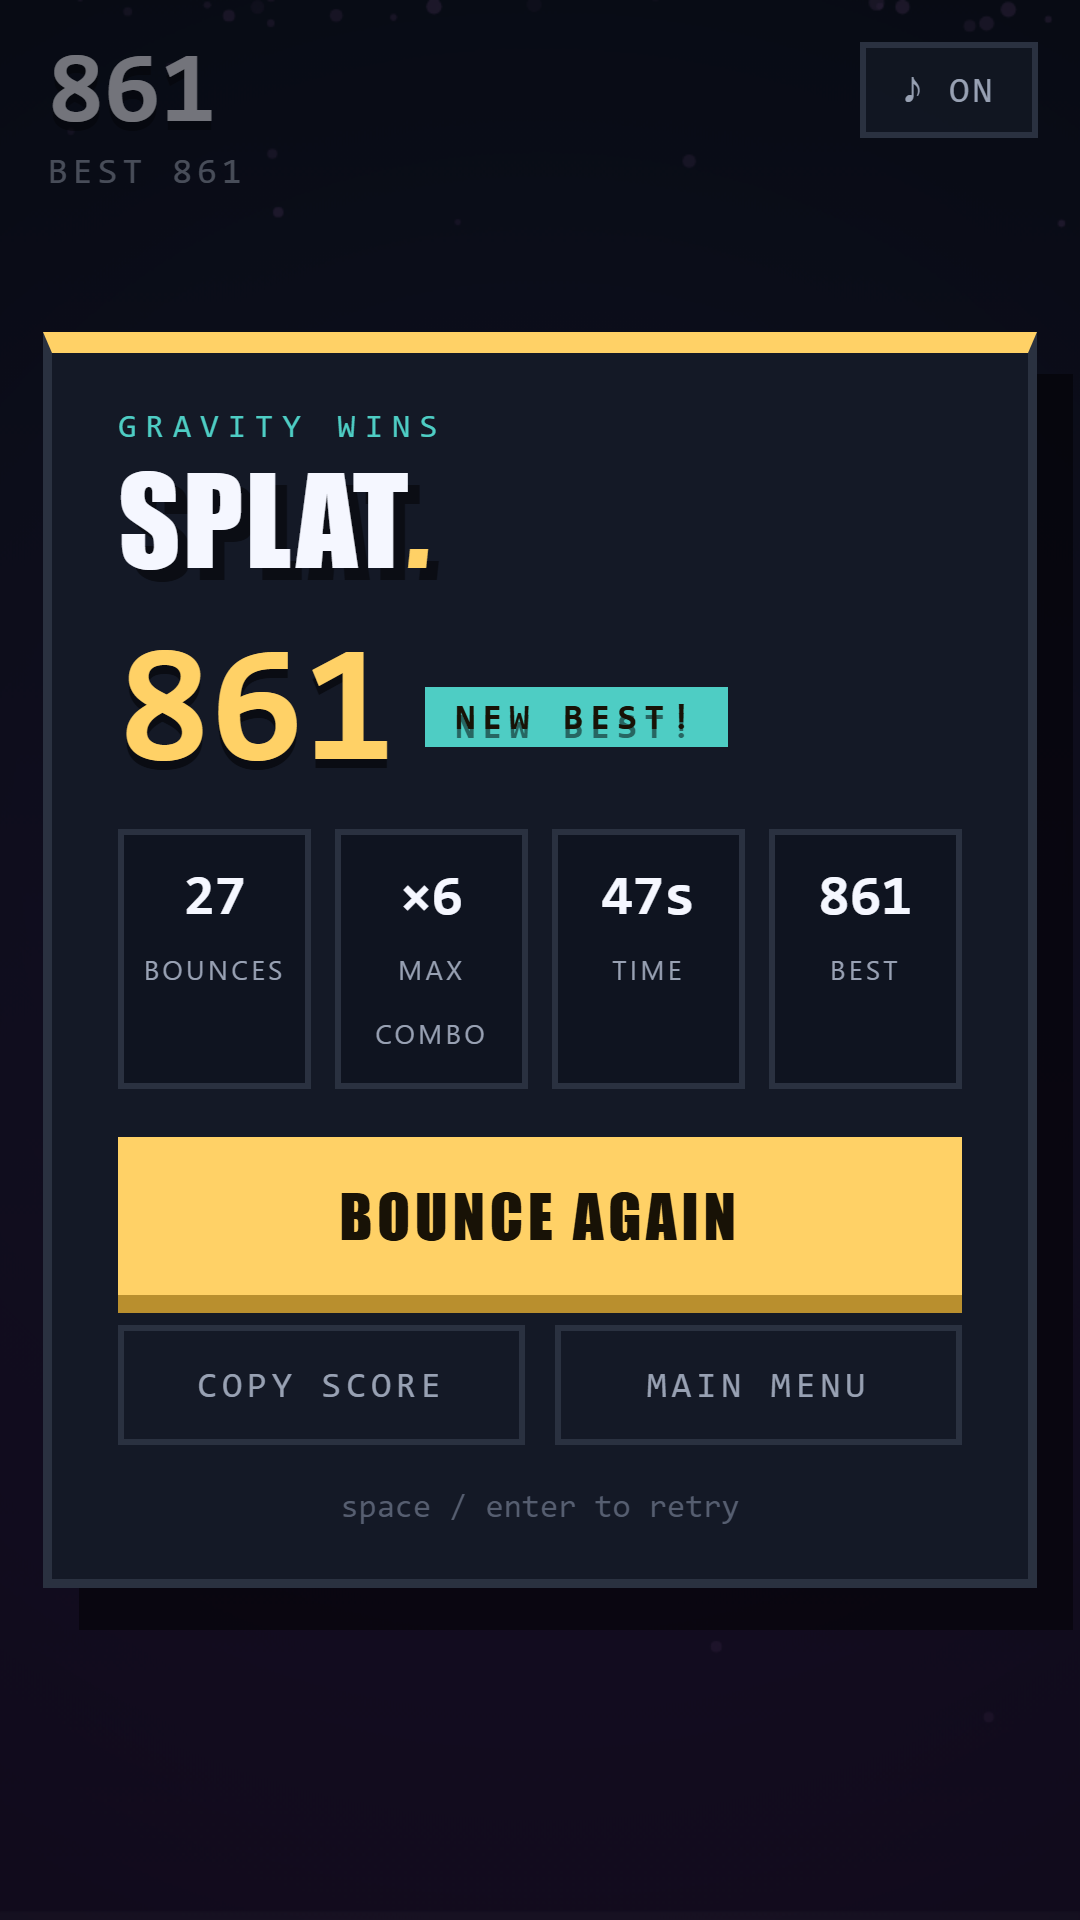 861
BEST 861
♪ ON
GRAVITY WINS
SPLAT.
861 NEW BEST!
27 ×6 47s 861
BOUNCES MAX COMBO TIME BEST
BOUNCE AGAIN
COPY SCORE MAIN MENU
space / enter to retry